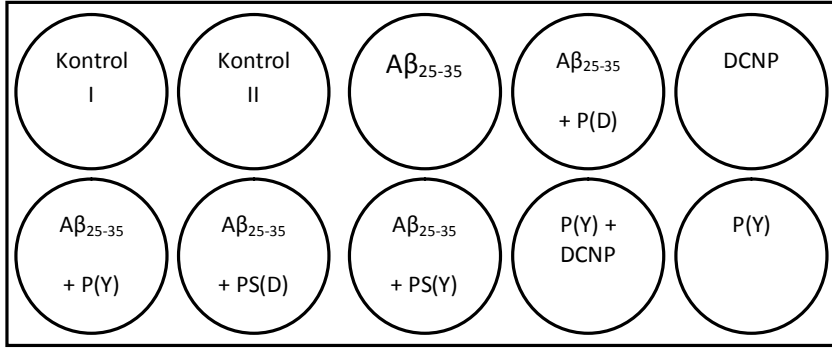 Kontrol
I
Kontrol
II
Aβ₂₅₋₃₅
Aβ₂₅₋₃₅
+ P(D)
DCNP
Aβ₂₅₋₃₅
+ P(Y)
Aβ₂₅₋₃₅
+ PS(D)
Aβ₂₅₋₃₅
+ PS(Y)
P(Y) +
DCNP
P(Y)